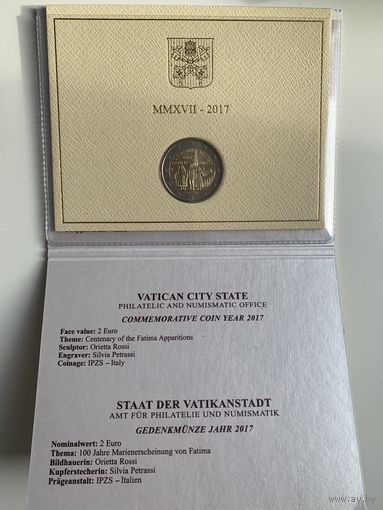 MMXVII - 2017
VATICAN CITY STATE
PHILATELIC AND NUMISMATIC OFFICE
COMMEMORATIVE COIN YEAR 2017
Face value: 2 Euro
Theme: Centenary of the Fatima Apparitions
Sculptor: Orietta Rossi
Engraver: Silvia Petrassi
Coinage: IPZS – Italy
STAAT DER VATIKANSTADT
AMT FÜR PHILATELIE UND NUMISMATIK
GEDENKMÜNZE JAHR 2017
Nominalwert: 2 Euro
Thema: 100 Jahre Marienerscheinung von Fatima
Bildhauerin: Orietta Rossi
Kupferstecherin: Silvia Petrassi
Prägeanstalt: IPZS – Italien
www.ay.by